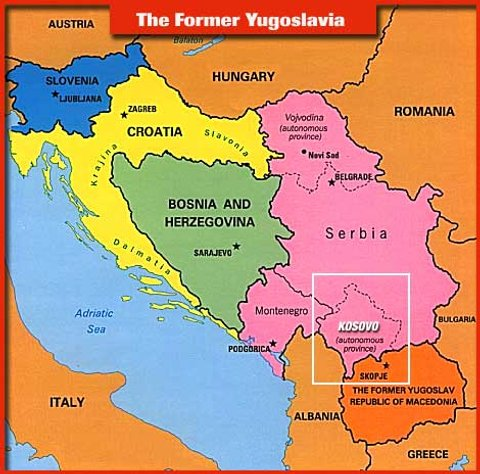 The Former Yugoslavia
AUSTRIA
Balaton
HUNGARY
SLOVENIA
LJUBLJANA
ZAGREB
CROATIA
Slavonia
Krajina
Dalmatia
Vojvodina
(autonomous
province)
Novi Sad
BELGRADE
ROMANIA
BOSNIA AND
HERZEGOVINA
SARAJEVO
Serbia
Adriatic
Sea
Montenegro
PODGORICA
KOSOVO
(autonomous
province)
BULGARIA
SKOPJE
THE FORMER YUGOSLAV
REPUBLIC OF MACEDONIA
ITALY
ALBANIA
GREECE